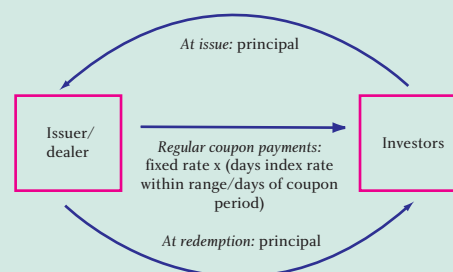 At issue: principal
Issuer/
dealer
Regular coupon payments:
fixed rate x (days index rate
within range/days of coupon
period)
Investors
At redemption: principal